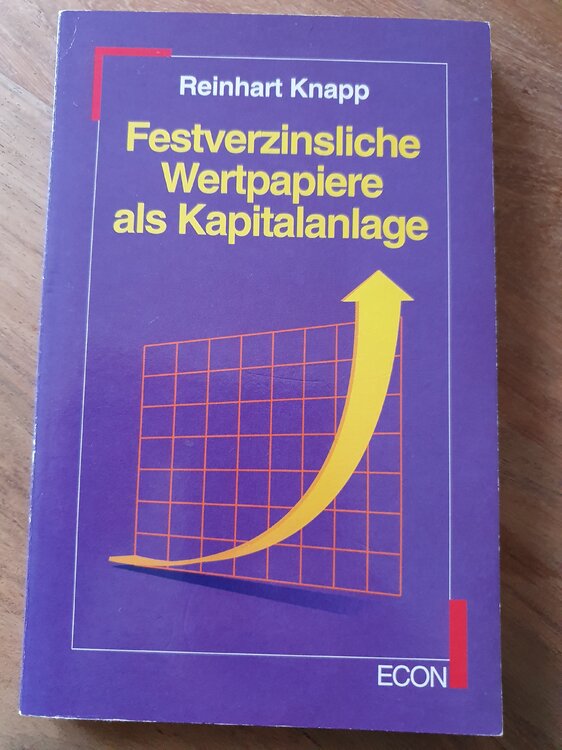 Reinhart Knapp
Festverzinsliche
Wertpapiere
als Kapitalanlage
ECON